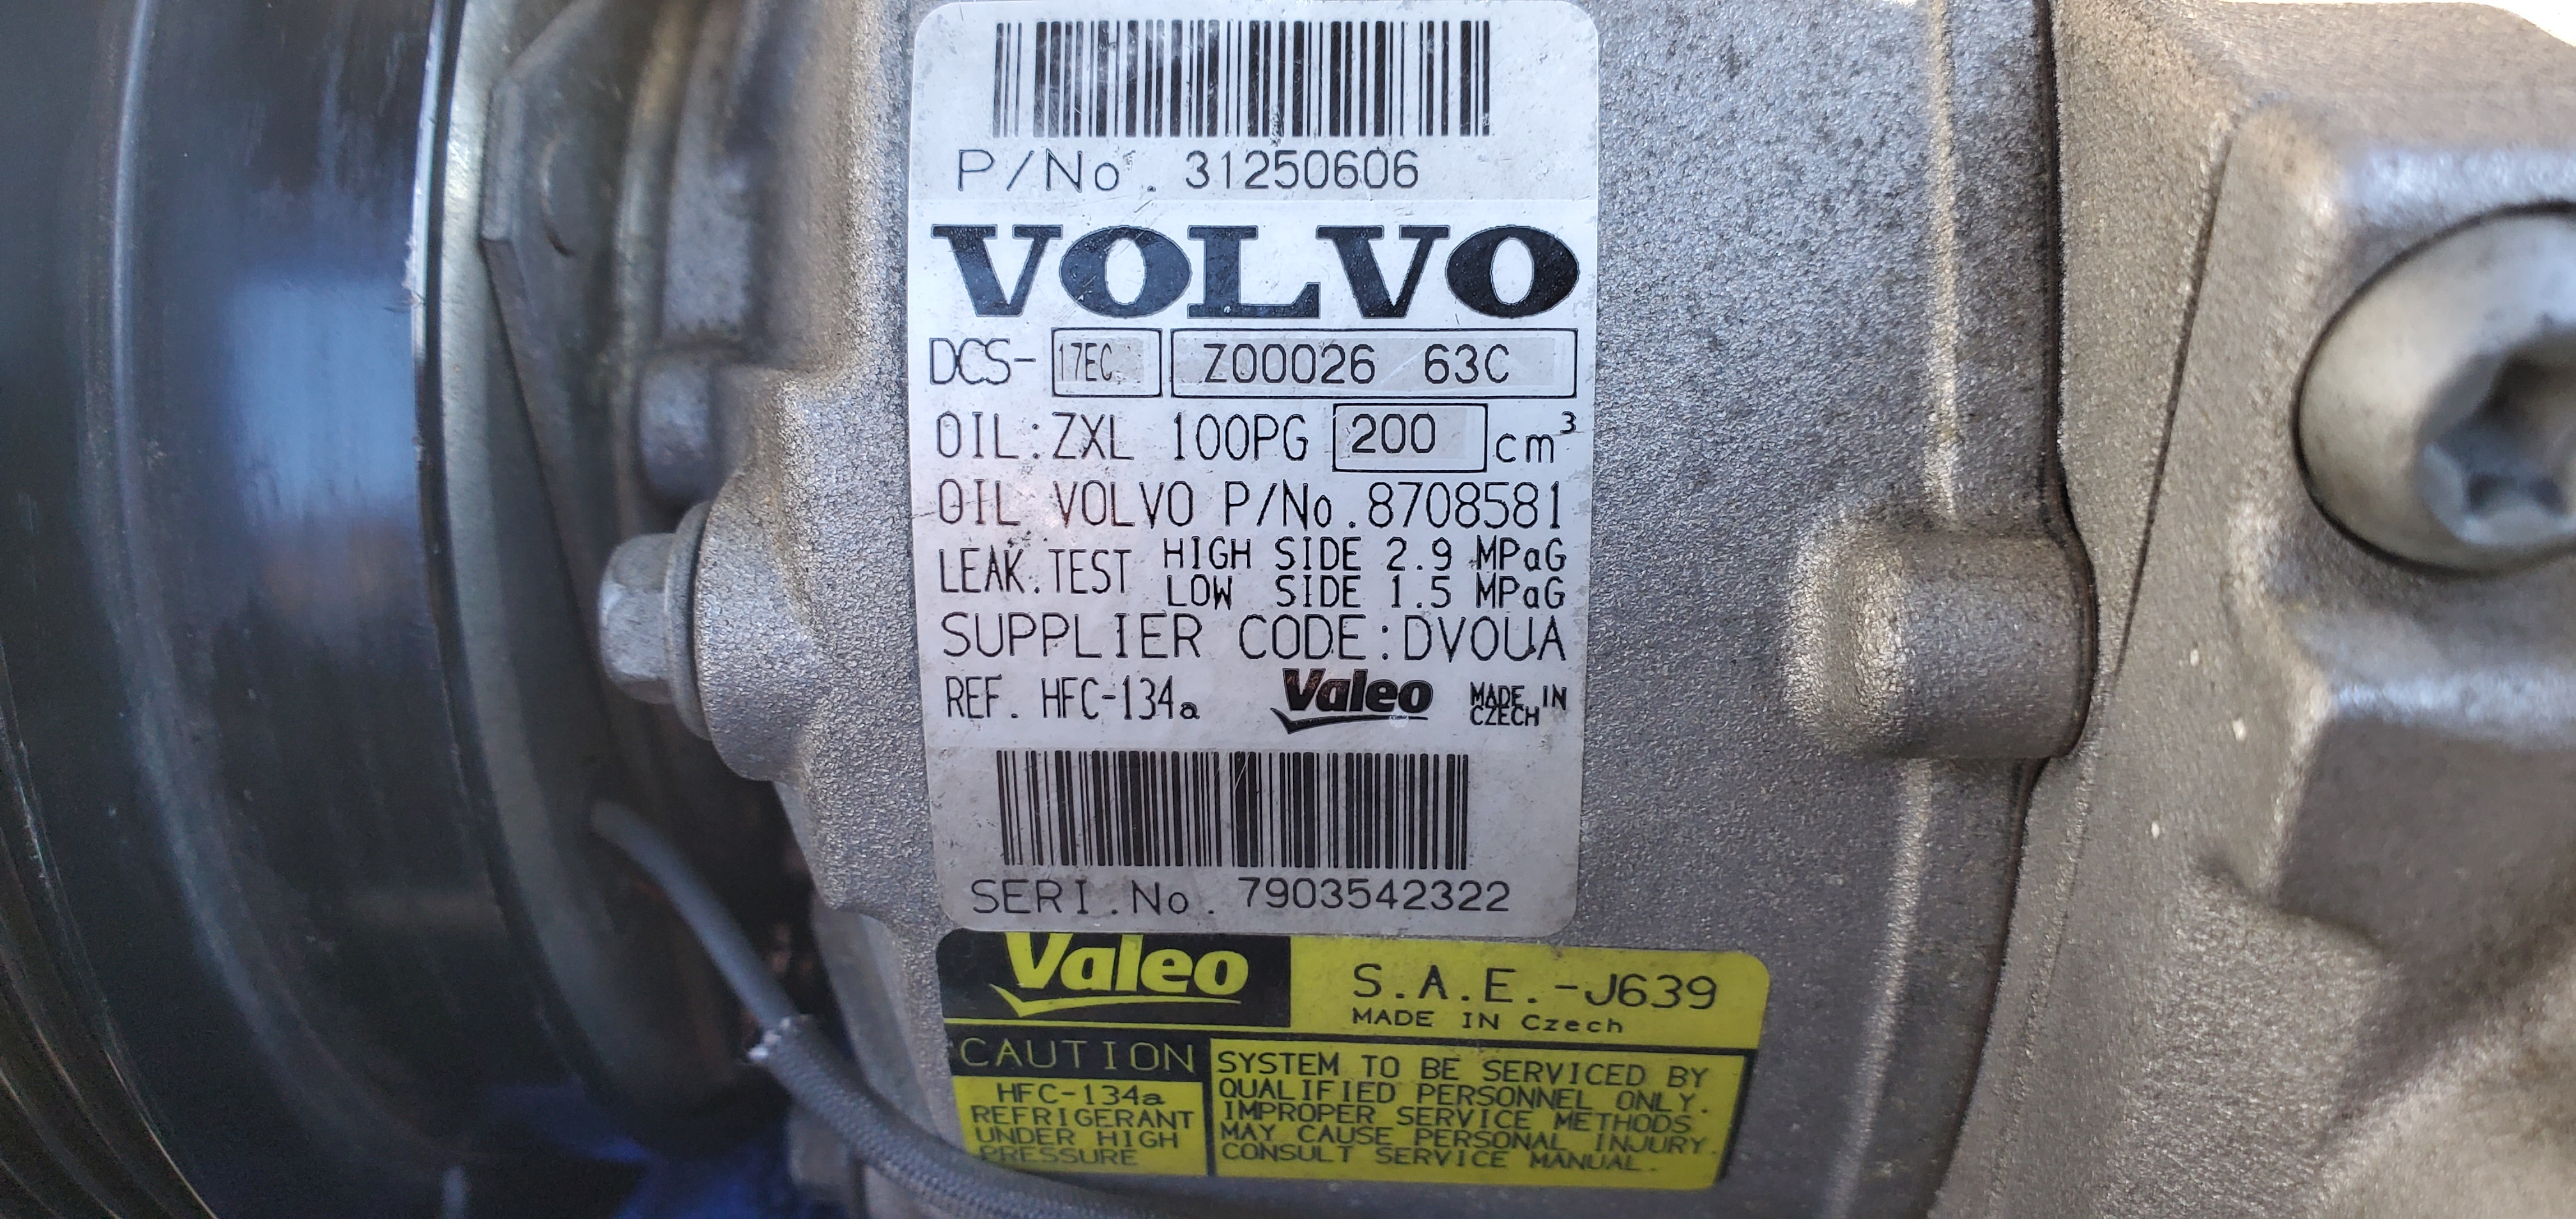 P/No. 31250606
VOLVO
DCS- 17EC Z00026 63C
OIL:ZXL 100PG 200 cm³
OIL VOLVO P/No.8708581
LEAK.TEST HIGH SIDE 2.9 MPaG
LOW SIDE 1.5 MPaG
SUPPLIER CODE:DVOUA
REF. HFC-134a Valeo MADE IN CZECH
SERI.No. 7903542322
Valeo S.A.E.-J639
MADE IN Czech
CAUTION
HFC-134a
REFRIGERANT
UNDER HIGH
PRESSURE
SYSTEM TO BE SERVICED BY
QUALIFIED PERSONNEL ONLY.
IMPROPER SERVICE METHODS
MAY CAUSE PERSONAL INJURY.
CONSULT SERVICE MANUAL.